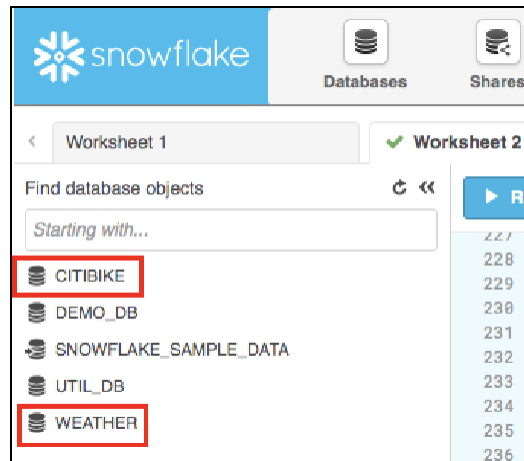 snowflake
Databases
Shares
Worksheet 1
Worksheet 2
Find database objects
Starting with...
R
CITIBIKE
DEMO_DB
SNOWFLAKE_SAMPLE_DATA
UTIL_DB
WEATHER
227
228
229
230
231
232
233
234
235
236